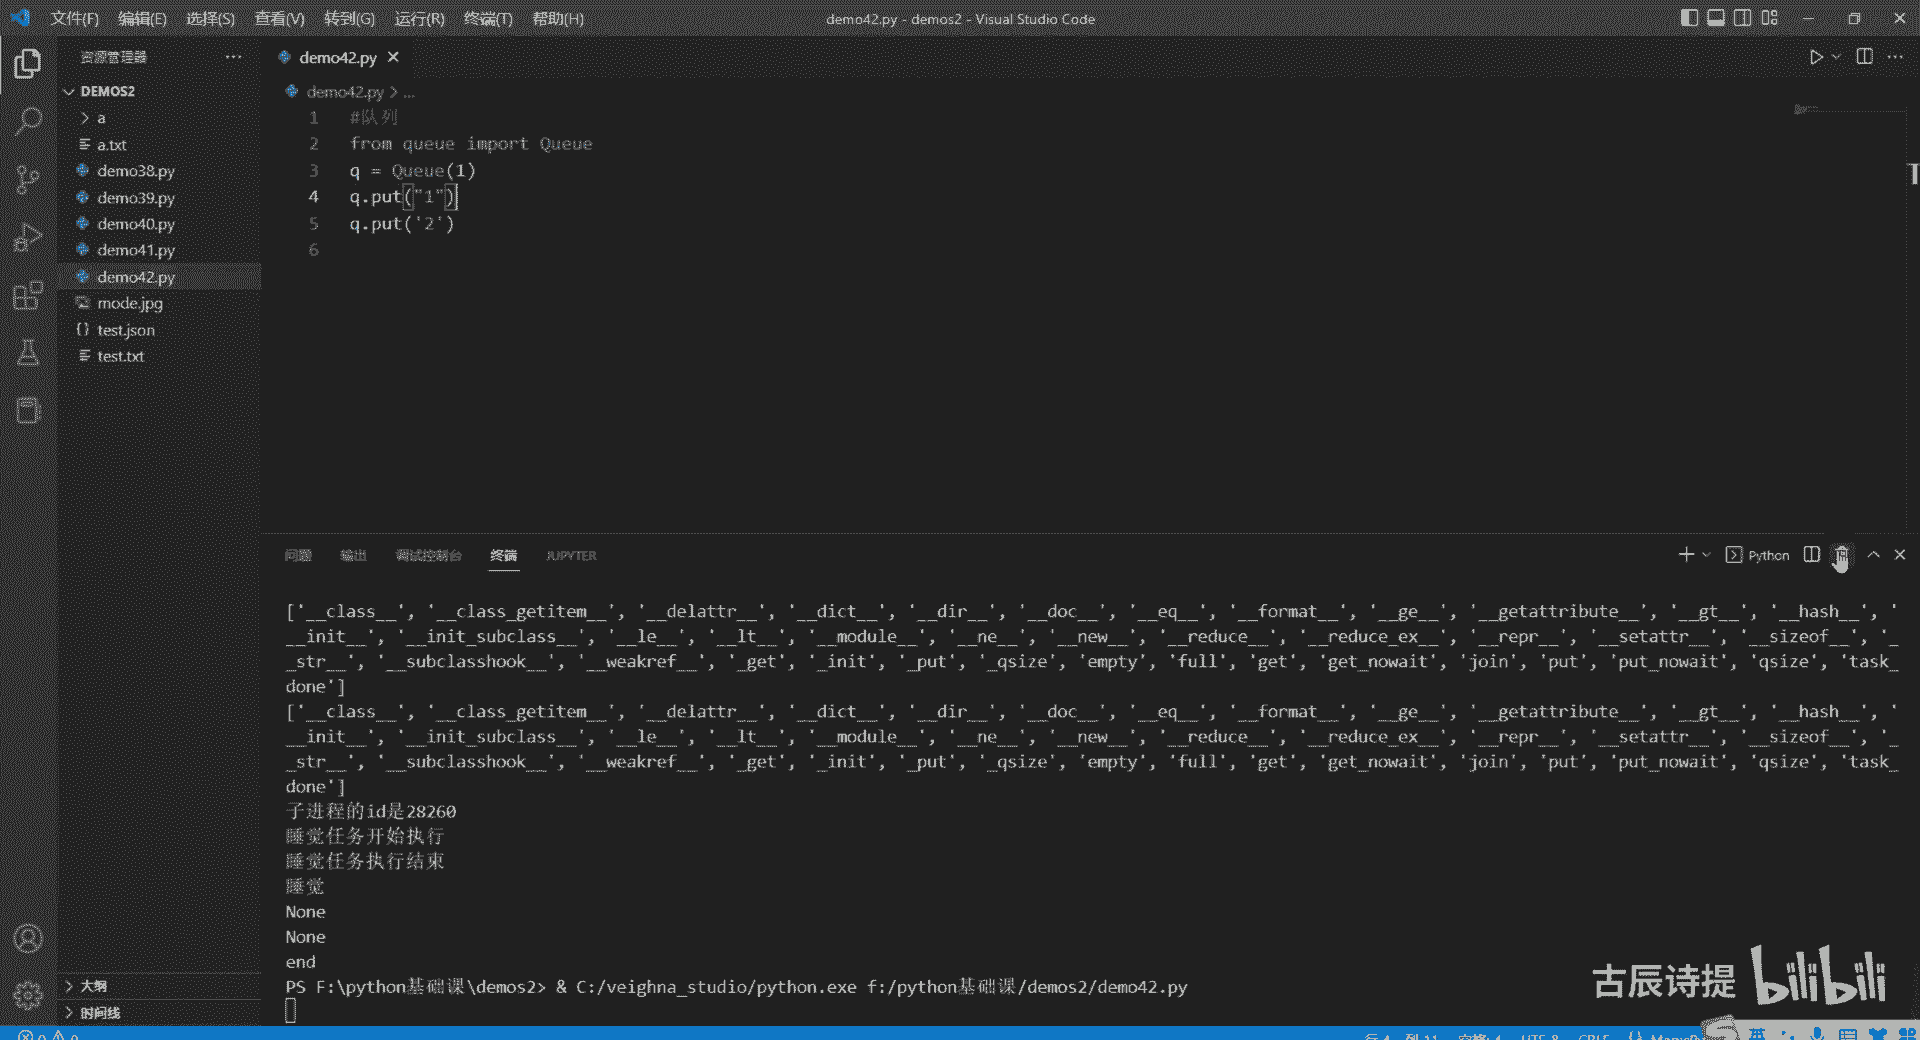 文件(F) 编辑(E) 选择(S) 查看(V) 转到(G) 运行(R) 终端(T) 帮助(H)
demo42.py - demos2 - Visual Studio Code
资源管理器
DEMOS2
a
a.txt
demo38.py
demo39.py
demo40.py
demo41.py
demo42.py
mode.jpg
test.json
test.txt
大纲
时间线
demo42.py
demo42.py > ...
1 #队列
2 from queue import Queue
3 q = Queue(1)
4 q.put("1")
5 q.put('2')
6
问题 输出 调试控制台 终端 JUPYTER
Python
['__class__', '__class_getitem__', '__delattr__', '__dict__', '__dir__', '__doc__', '__eq__', '__format__', '__ge__', '__getattribute__', '__gt__', '__hash__', '
__init__', '__init_subclass__', '__le__', '__lt__', '__module__', '__ne__', '__new__', '__reduce__', '__reduce_ex__', '__repr__', '__setattr__', '__sizeof__', '_
_str__', '__subclasshook__', '__weakref__', '_get', '_init', '_put', '_qsize', 'empty', 'full', 'get', 'get_nowait', 'join', 'put', 'put_nowait', 'qsize', 'task_
done']
['__class__', '__class_getitem__', '__delattr__', '__dict__', '__dir__', '__doc__', '__eq__', '__format__', '__ge__', '__getattribute__', '__gt__', '__hash__', '
__init__', '__init_subclass__', '__le__', '__lt__', '__module__', '__ne__', '__new__', '__reduce__', '__reduce_ex__', '__repr__', '__setattr__', '__sizeof__', '_
_str__', '__subclasshook__', '__weakref__', '_get', '_init', '_put', '_qsize', 'empty', 'full', 'get', 'get_nowait', 'join', 'put', 'put_nowait', 'qsize', 'task_
done']
子进程的id是28260
睡觉任务开始执行
睡觉任务执行结束
睡觉
None
None
end
PS F:\python基础课\demos2> & C:/veighna_studio/python.exe f:/python基础课/demos2/demo42.py
古辰诗提 bilibili